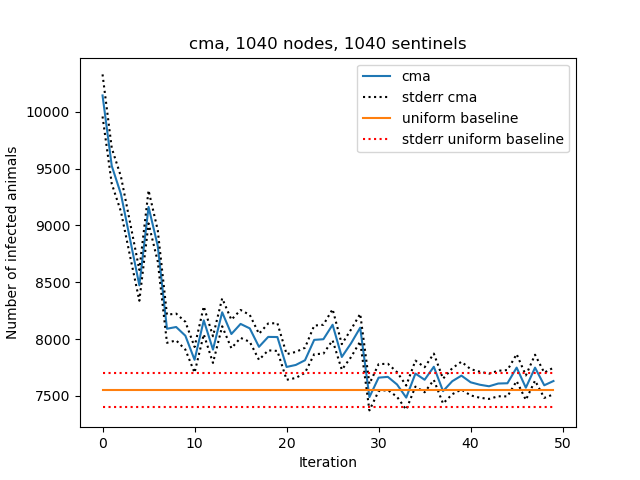 cma, 1040 nodes, 1040 sentinels
cma
stderr cma
uniform baseline
stderr uniform baseline
Number of infected animals
10000
9500
9000
8500
8000
7500
0
10
20
30
40
50
Iteration